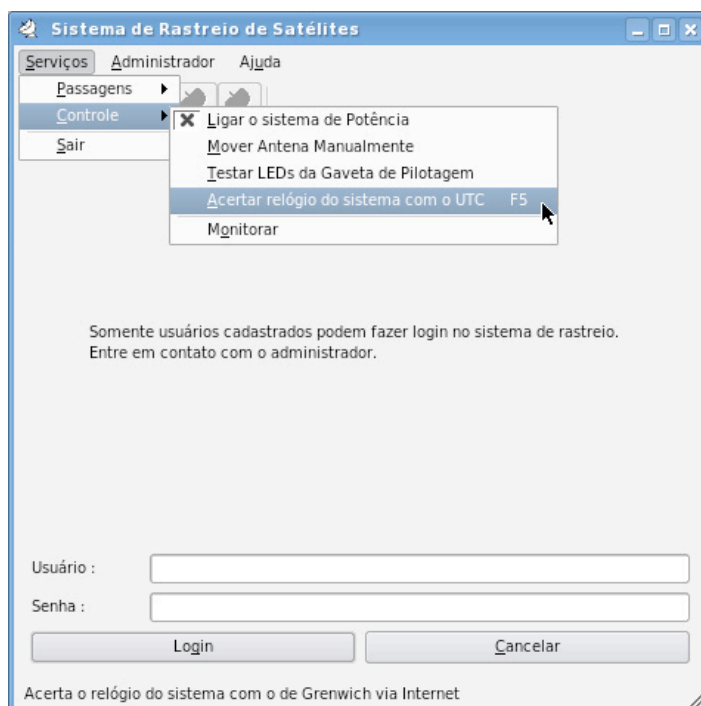 Sistema de Rastreio de Satélites
Serviços Administrador Ajuda
Passagens
Controle
Sair
Ligar o sistema de Potência
Mover Antena Manualmente
Testar LEDs da Gaveta de Pilotagem
Acertar relógio do sistema com o UTC F5
Monitorar
Somente usuários cadastrados podem fazer login no sistema de rastreio.
Entre em contato com o administrador.
Usuário :
Senha :
Login Cancelar
Acerta o relógio do sistema com o de Grenwich via Internet